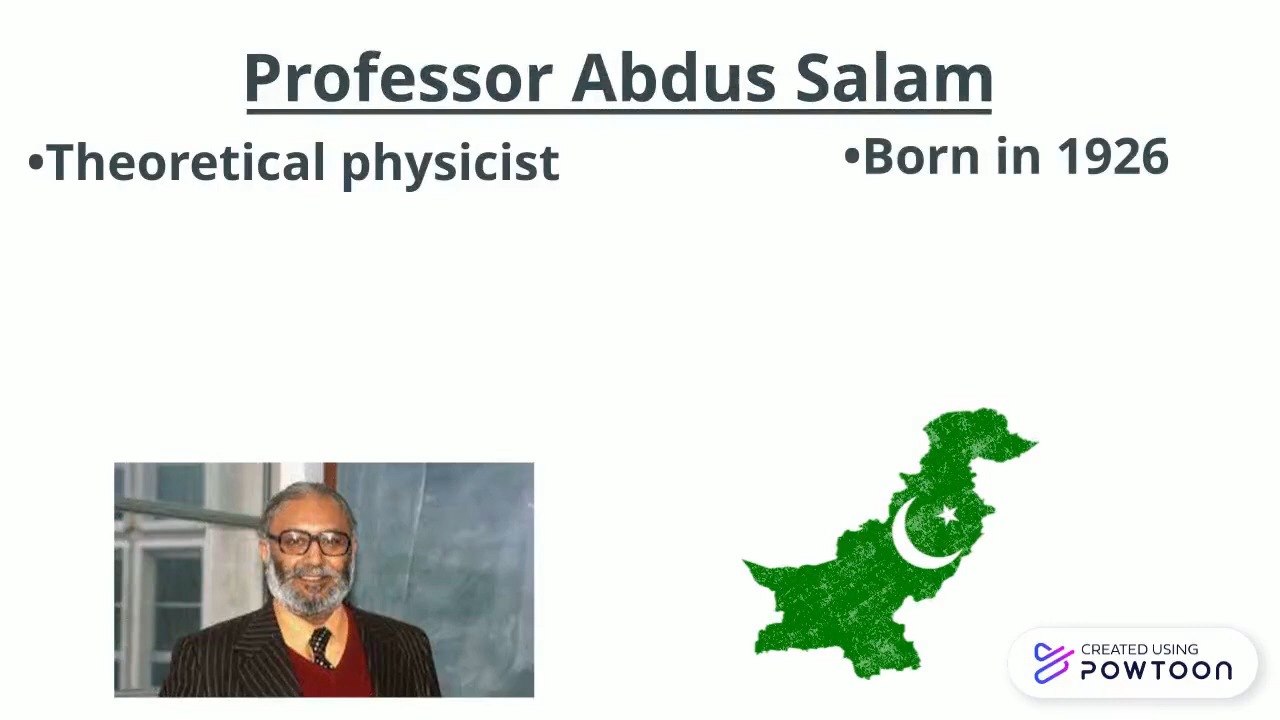 Professor Abdus Salam
•Theoretical physicist
•Born in 1926
CREATED USING
POWTOON